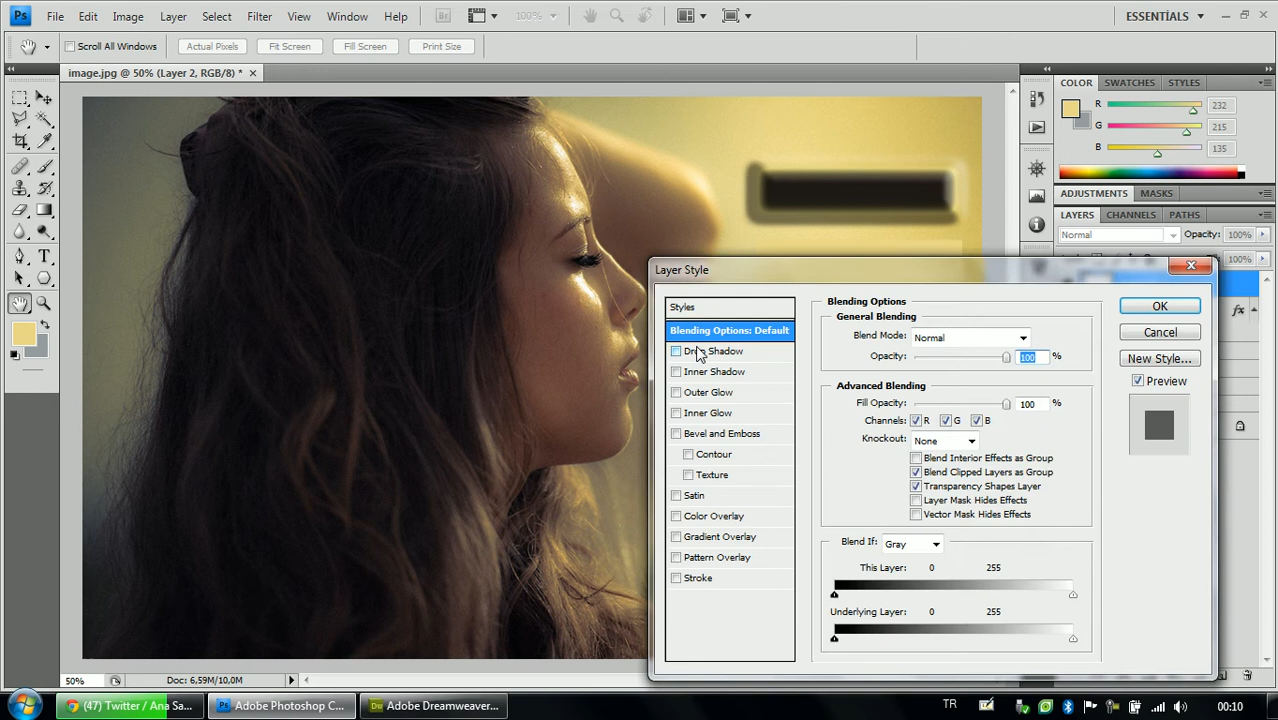 Ps File Edit Image Layer Select Filter View Window Help Br 100% ESSENTİALS
Scroll All Windows Actual Pixels Fit Screen Fill Screen Print Size
image.jpg @ 50% (Layer 2, RGB/8) *
COLOR SWATCHES STYLES
R 232
G 215
B 135
ADJUSTMENTS MASKS
LAYERS CHANNELS PATHS
Normal Opacity: 100%
100%
fx
Layer Style
Styles
Blending Options: Default
Drop Shadow
Inner Shadow
Outer Glow
Inner Glow
Bevel and Emboss
Contour
Texture
Satin
Color Overlay
Gradient Overlay
Pattern Overlay
Stroke
Blending Options
General Blending
Blend Mode: Normal
Opacity: 100 %
Advanced Blending
Fill Opacity: 100 %
Channels: R G B
Knockout: None
Blend Interior Effects as Group
Blend Clipped Layers as Group
Transparency Shapes Layer
Layer Mask Hides Effects
Vector Mask Hides Effects
Blend If: Gray
This Layer: 0 255
Underlying Layer: 0 255
OK
Cancel
New Style...
Preview
50% Doc: 6,59M/10,0M
(47) Twitter / Ana Sa... Ps Adobe Photoshop C... Dw Adobe Dreamweaver... TR 00:10